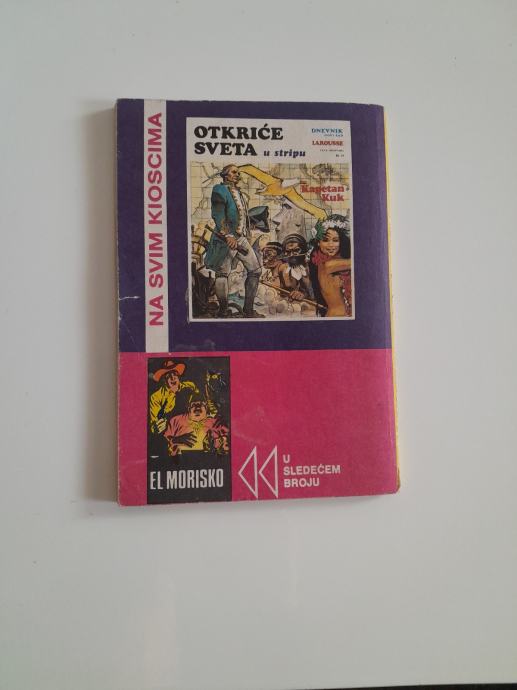 NA SVIM KIOSCIMA
OTKRIĆE
SVETA u stripu
DNEVNIK
LAROUSSE
Kapetan
Kuk
EL MORISKO
U
SLEDEĆEM
BROJU